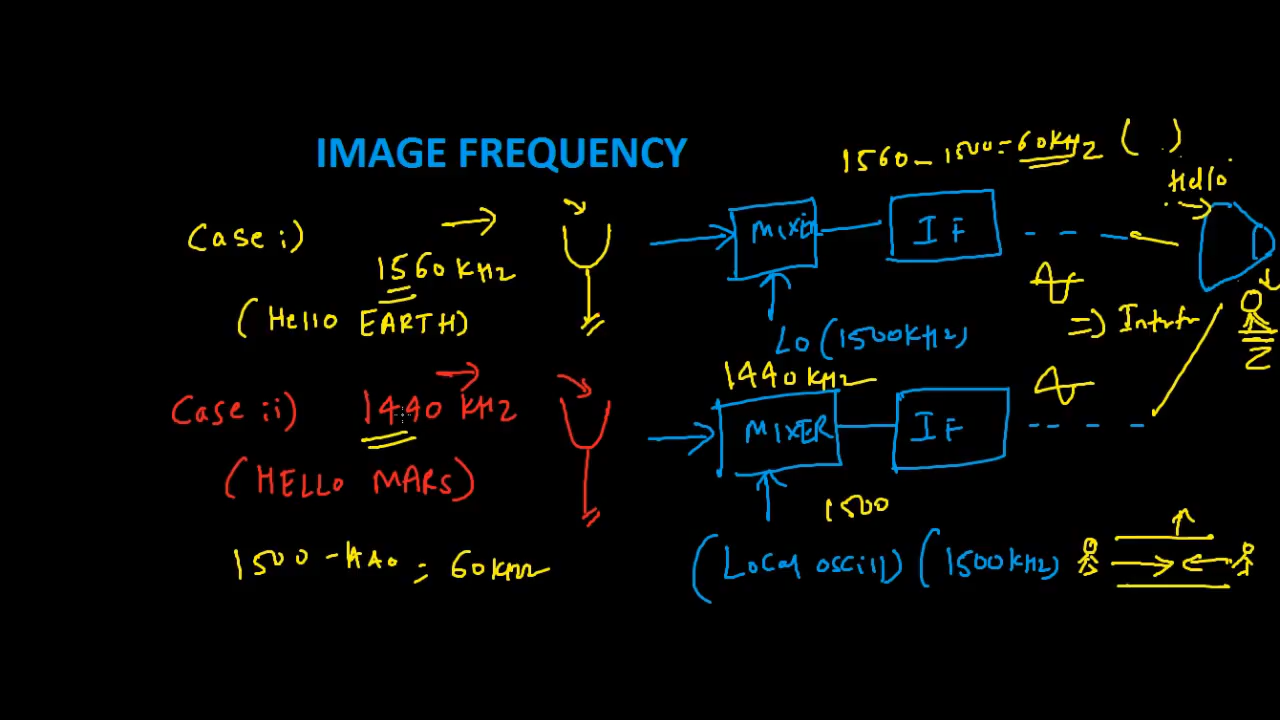 IMAGE FREQUENCY
1560 - 1500 = 60KHZ ( )
Hello
Case i)
1560 KHZ
(Hello EARTH)
MIXER
IF
LO (1500KHZ)
=) Intrfr
Z
Case ii) 1440 KHZ
(HELLO MARS)
1440 KHZ
MIXER
IF
1500
1500 - 1440 = 60KHZ
(Local oscill) (1500KHZ)